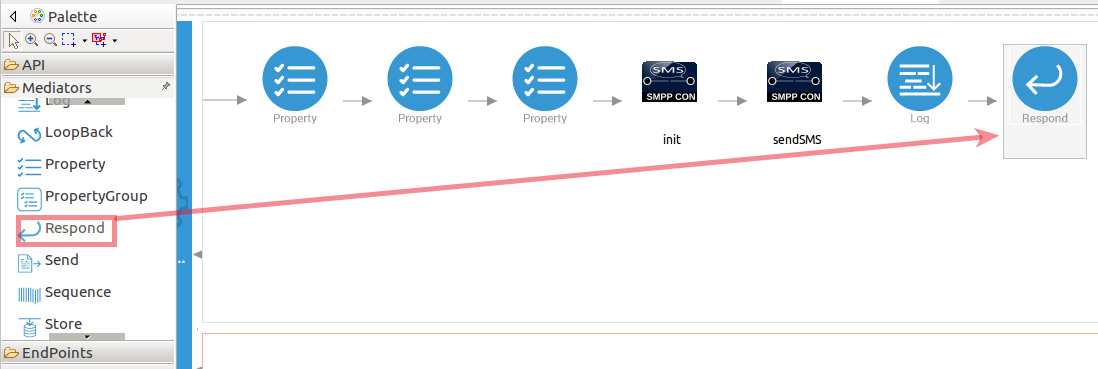 Palette
API
Mediators
Log
LoopBack
Property
PropertyGroup
Respond
Send
Sequence
Store
EndPoints
Property
Property
Property
SMS
SMPP CON
init
SMS
SMPP CON
sendSMS
Log
Respond
..